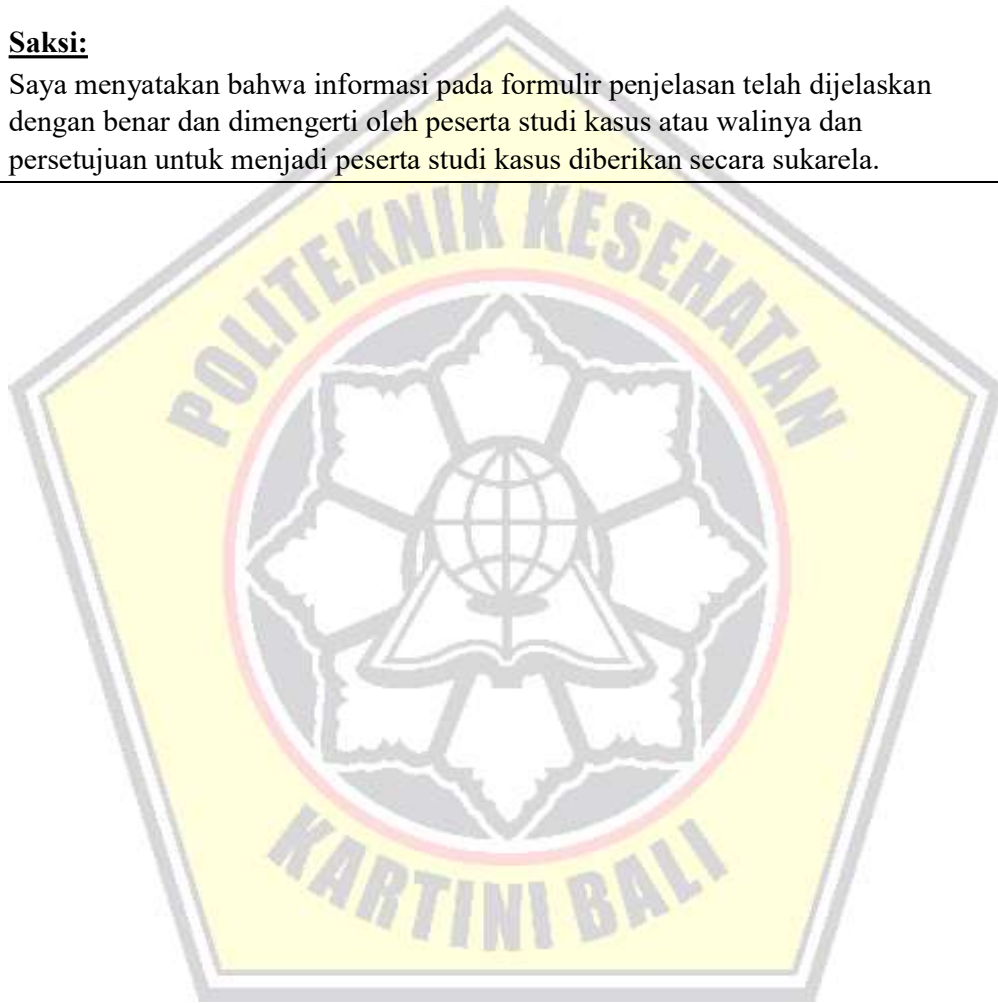 Saksi:
Saya menyatakan bahwa informasi pada formulir penjelasan telah dijelaskan
dengan benar dan dimengerti oleh peserta studi kasus atau walinya dan
persetujuan untuk menjadi peserta studi kasus diberikan secara sukarela.
POLITEKNIK KESEHATAN
KARTINI BALI